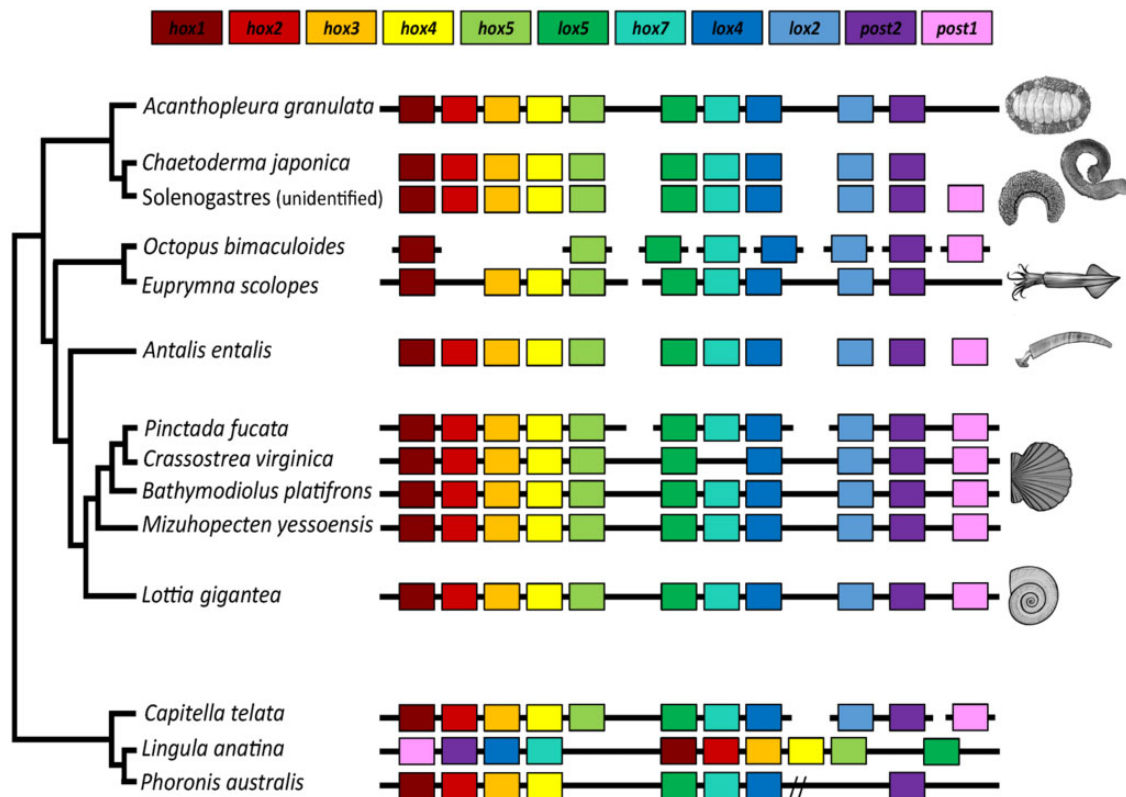 hox1 hox2 hox3 hox4 hox5 lox5 hox7 lox4 lox2 post2 post1
Acanthopleura granulata
Chaetoderma japonica
Solenogastres (unidentified)
Octopus bimaculoides
Euprymna scolopes
Antalis entalis
Pinctada fucata
Crassostrea virginica
Bathymodiolus platifrons
Mizuhopecten yessoensis
Lottia gigantea
Capitella telata
Lingula anatina
Phoronis australis